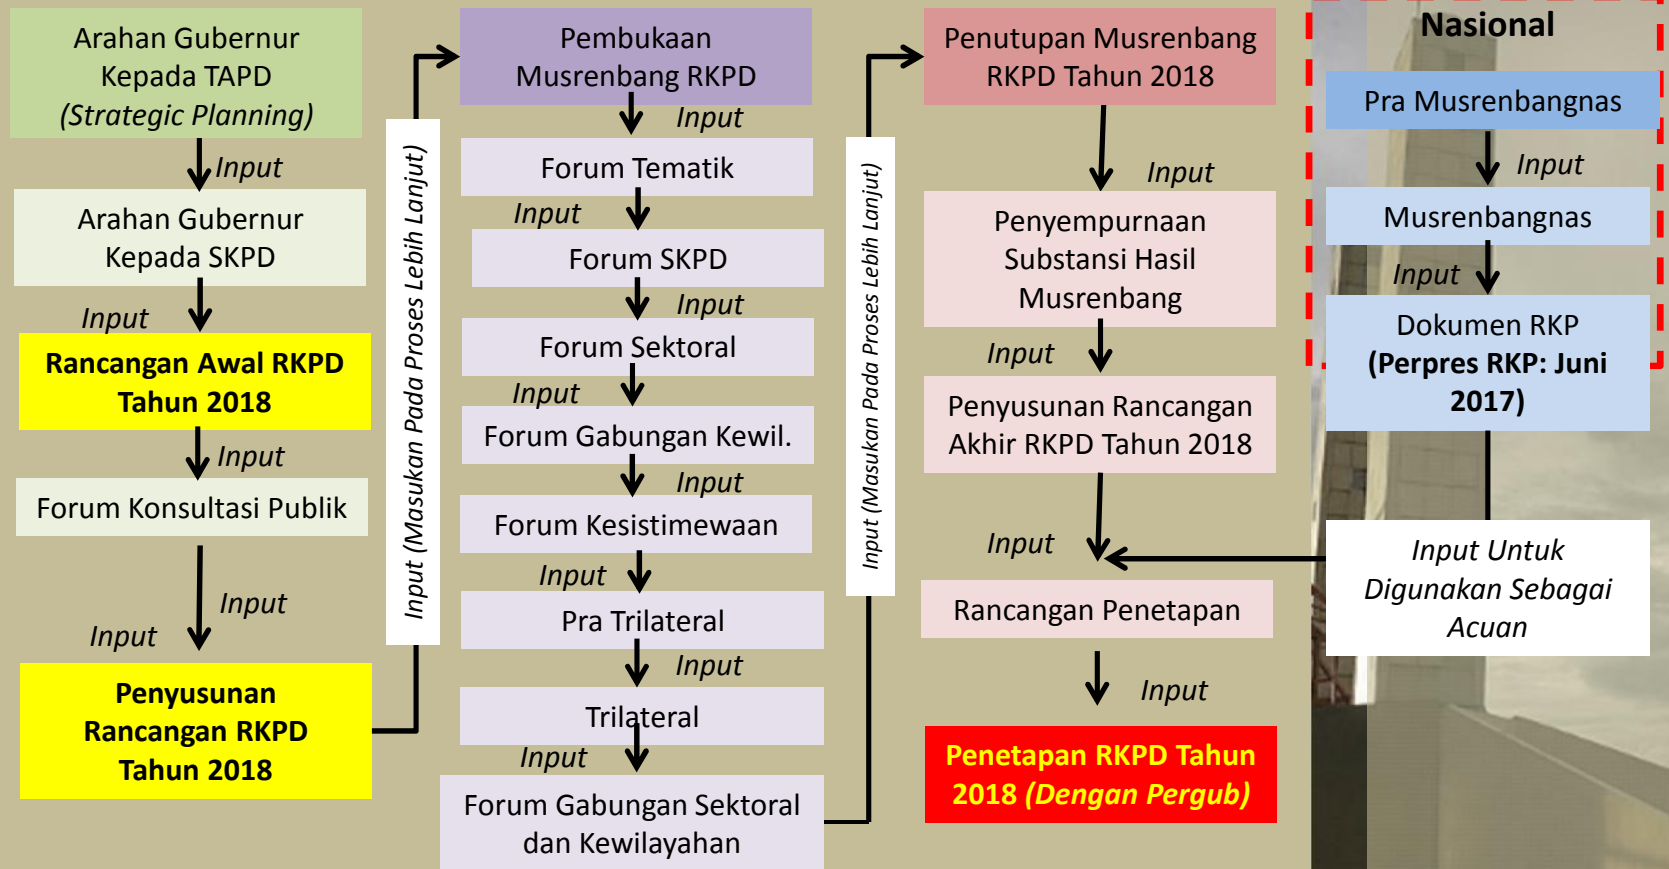 Arahan Gubernur
Kepada TAPD
(Strategic Planning)
Input
Arahan Gubernur
Kepada SKPD
Input
Rancangan Awal RKPD
Tahun 2018
Input
Forum Konsultasi Publik
Input
Input
Penyusunan
Rancangan RKPD
Tahun 2018
Input (Masukan Pada Proses Lebih Lanjut)
Pembukaan
Musrenbang RKPD
Input
Forum Tematik
Input
Forum SKPD
Input
Forum Sektoral
Input
Forum Gabungan Kewil.
Input
Forum Kesistimewaan
Input
Pra Trilateral
Input
Trilateral
Input
Forum Gabungan Sektoral
dan Kewilayahan
Input (Masukan Pada Proses Lebih Lanjut)
Penutupan Musrenbang
RKPD Tahun 2018
Input
Penyempurnaan
Substansi Hasil
Musrenbang
Input
Penyusunan Rancangan
Akhir RKPD Tahun 2018
Input
Rancangan Penetapan
Input
Penetapan RKPD Tahun
2018 (Dengan Pergub)
Nasional
Pra Musrenbangnas
Input
Musrenbangnas
Input
Dokumen RKP
(Perpres RKP: Juni
2017)
Input Untuk
Digunakan Sebagai
Acuan